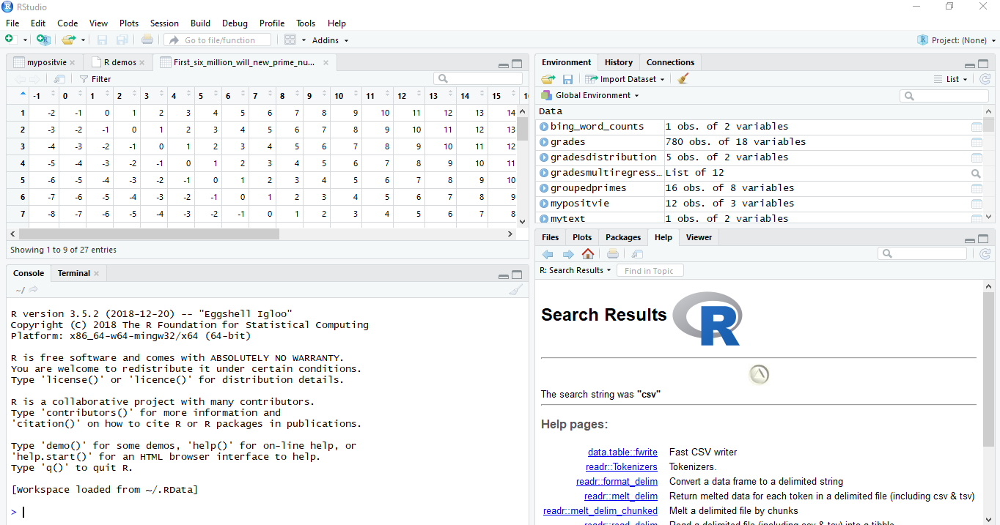 RStudio
File Edit Code View Plots Session Build Debug Profile Tools Help
Go to file/function Addins Project: (None)
mypositvie R demos First_six_million_will_new_prime_nu...
Filter
-1 0 1 2 3 4 5 6 7 8 9 10 11 12 13 14 15
1 -2 -1 0 1 2 3 4 5 6 7 8 9 10 11 12 13 14
2 -3 -2 -1 0 1 2 3 4 5 6 7 8 9 10 11 12 13
3 -4 -3 -2 -1 0 1 2 3 4 5 6 7 8 9 10 11 12
4 -5 -4 -3 -2 -1 0 1 2 3 4 5 6 7 8 9 10 11
5 -6 -5 -4 -3 -2 -1 0 1 2 3 4 5 6 7 8 9 10
6 -7 -6 -5 -4 -3 -2 -1 0 1 2 3 4 5 6 7 8 9
7 -8 -7 -6 -5 -4 -3 -2 -1 0 1 2 3 4 5 6 7 8
Showing 1 to 9 of 27 entries
Console Terminal
~/
R version 3.5.2 (2018-12-20) -- "Eggshell Igloo"
Copyright (C) 2018 The R Foundation for Statistical Computing
Platform: x86_64-w64-mingw32/x64 (64-bit)
R is free software and comes with ABSOLUTELY NO WARRANTY.
You are welcome to redistribute it under certain conditions.
Type 'license()' or 'licence()' for distribution details.
R is a collaborative project with many contributors.
Type 'contributors()' for more information and
'citation()' on how to cite R or R packages in publications.
Type 'demo()' for some demos, 'help()' for on-line help, or
'help.start()' for an HTML browser interface to help.
Type 'q()' to quit R.
[Workspace loaded from ~/.RData]
>
Environment History Connections
Import Dataset List
Global Environment
Data
bing_word_counts 1 obs. of 2 variables
grades 780 obs. of 18 variables
gradesdistribution 5 obs. of 2 variables
gradesmultiregress... List of 12
groupedprimes 16 obs. of 8 variables
mypositvie 12 obs. of 3 variables
mytext 1 obs. of 2 variables
Files Plots Packages Help Viewer
R: Search Results Find in Topic
Search Results R
The search string was "csv"
Help pages:
data.table::fwrite Fast CSV writer
readr::Tokenizers Tokenizers.
readr::format_delim Convert a data frame to a delimited string
readr::melt_delim Return melted data for each token in a delimited file (including csv & tsv)
readr::melt_delim_chunked Melt a delimited file by chunks
readr::read_delim Read a delimited file (including csv & tsv) into a tibble